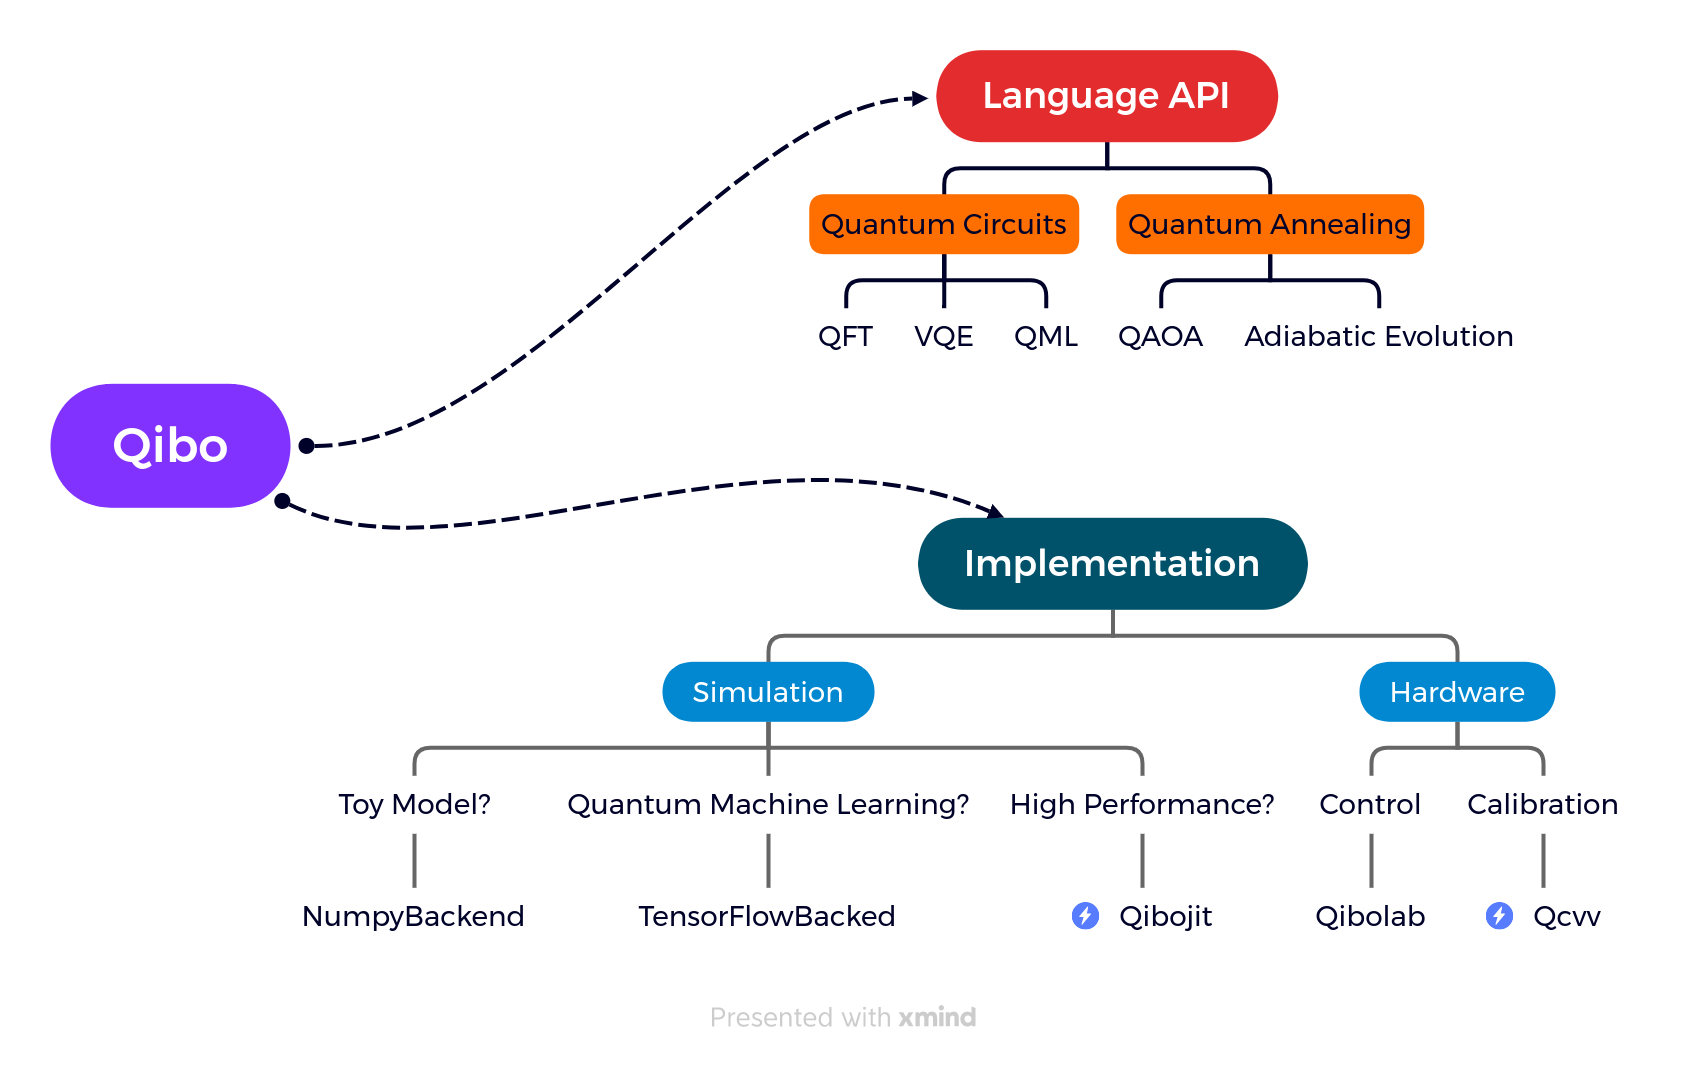 Language API
Quantum Circuits
Quantum Annealing
QFT
VQE
QML
QAOA
Adiabatic Evolution
Qibo
Implementation
Simulation
Hardware
Toy Model?
Quantum Machine Learning?
High Performance?
Control
Calibration
NumpyBackend
TensorFlowBacked
Qibojit
Qibolab
Qcvv
Presented with xmind